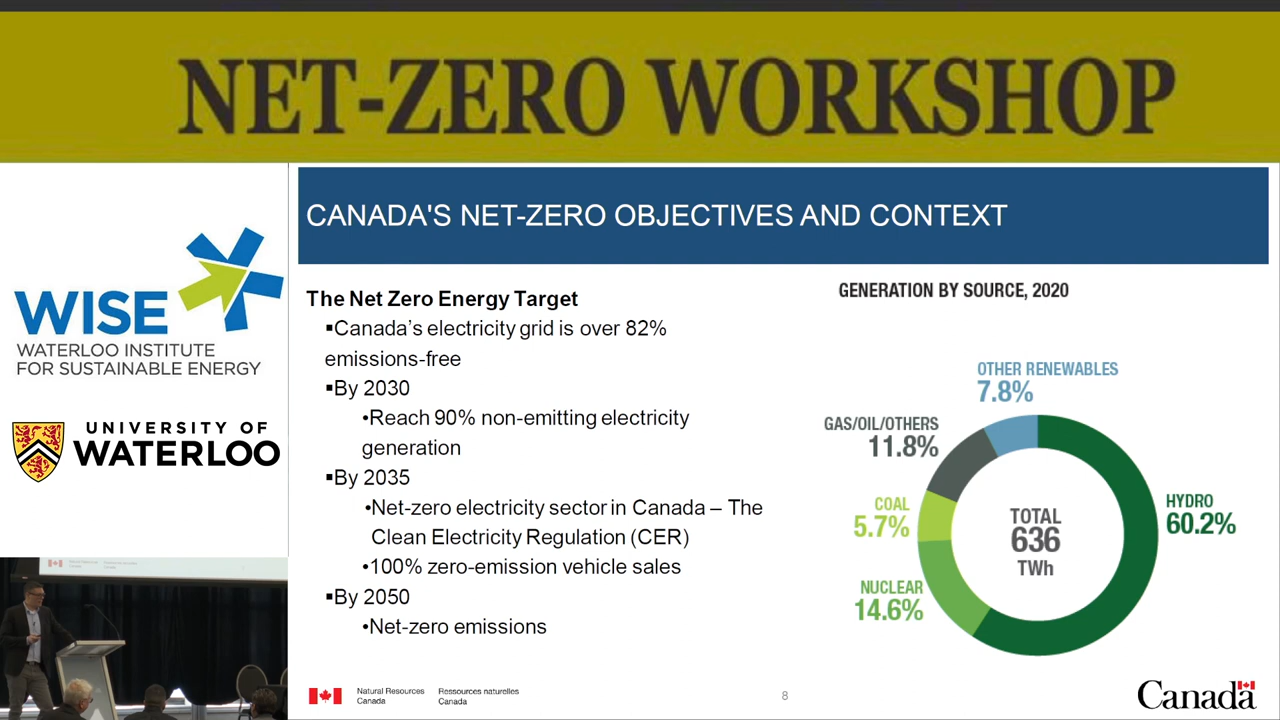 NET-ZERO WORKSHOP
WISE
WATERLOO INSTITUTE
FOR SUSTAINABLE ENERGY
UNIVERSITY OF
WATERLOO
CANADA'S NET-ZERO OBJECTIVES AND CONTEXT
The Net Zero Energy Target
▪Canada's electricity grid is over 82%
emissions-free
▪By 2030
•Reach 90% non-emitting electricity
generation
▪By 2035
•Net-zero electricity sector in Canada – The
Clean Electricity Regulation (CER)
•100% zero-emission vehicle sales
▪By 2050
•Net-zero emissions
GENERATION BY SOURCE, 2020
OTHER RENEWABLES
7.8%
GAS/OIL/OTHERS
11.8%
COAL
5.7%
NUCLEAR
14.6%
HYDRO
60.2%
TOTAL
636
TWh
Natural Resources
Canada
Ressources naturelles
Canada
8
Canada